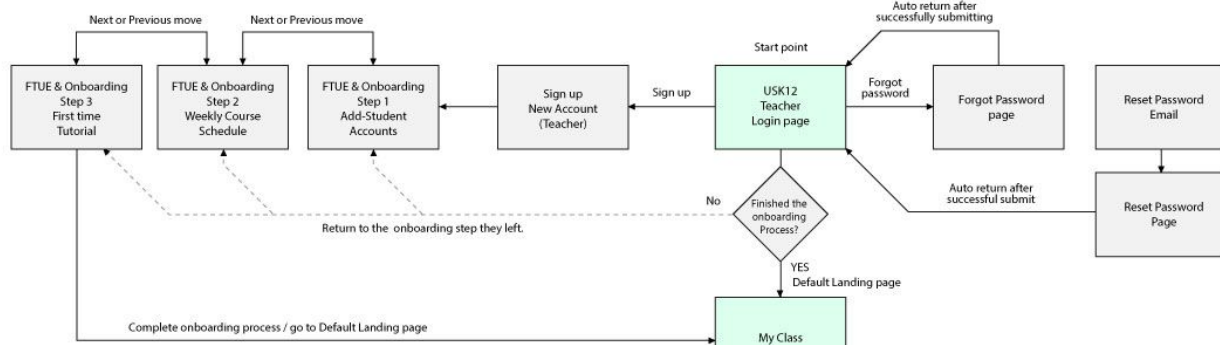 Auto return after
successfully submitting
Next or Previous move
Next or Previous move
Start point
FTUE & Onboarding
Step 3
First time
Tutorial
FTUE & Onboarding
Step 2
Weekly Course
Schedule
FTUE & Onboarding
Step 1
Add-Student
Accounts
Sign up
New Account
(Teacher)
Sign up
USK12
Teacher
Login page
Forgot
password
Forgot Password
page
Reset Password
Email
No
Finished the
onboarding
Process?
Auto return after
successful submit
Reset Password
Page
Return to the onboarding step they left.
YES
Default Landing page
Complete onboarding process / go to Default Landing page
My Class